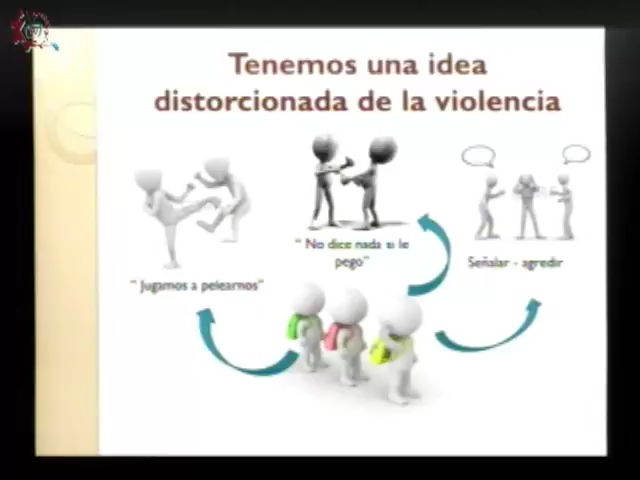 Tenemos una idea
distorcionada de la violencia
" No dice nada si le
pego"
Señalar - agredir
" Jugamos a pelearnos"